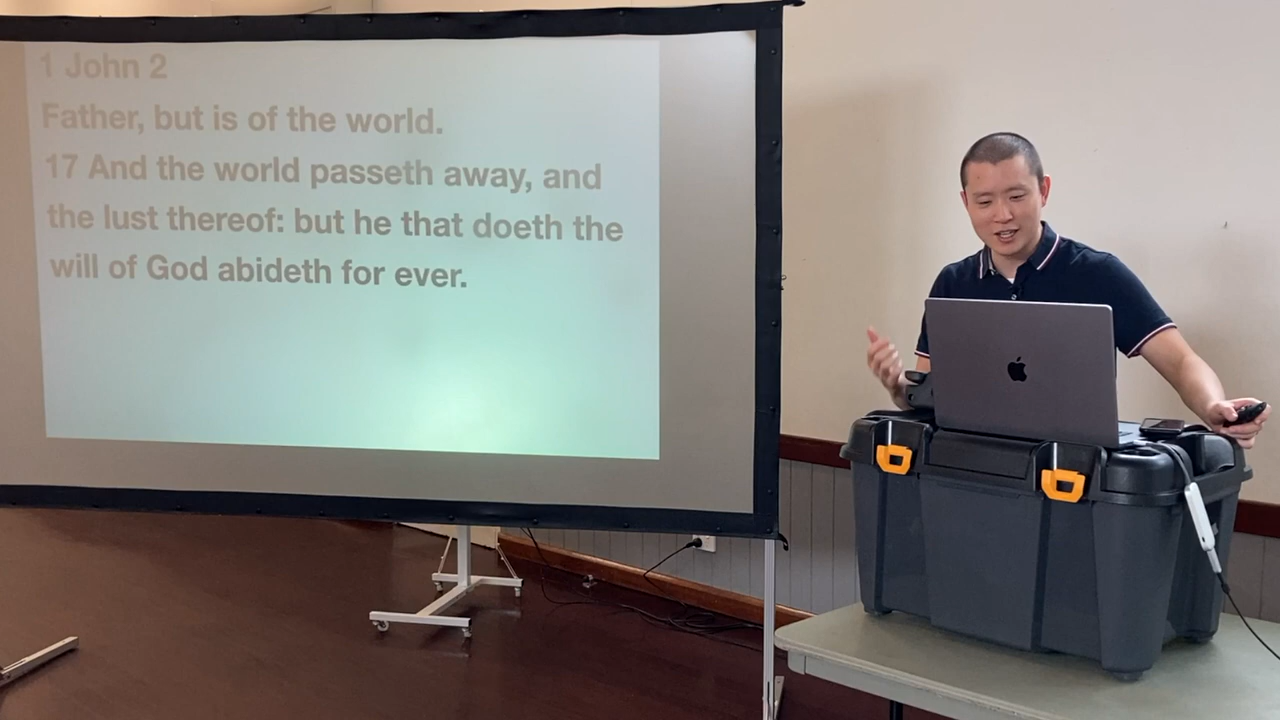 1 John 2
Father, but is of the world.
17 And the world passeth away, and
the lust thereof: but he that doeth the
will of God abideth for ever.